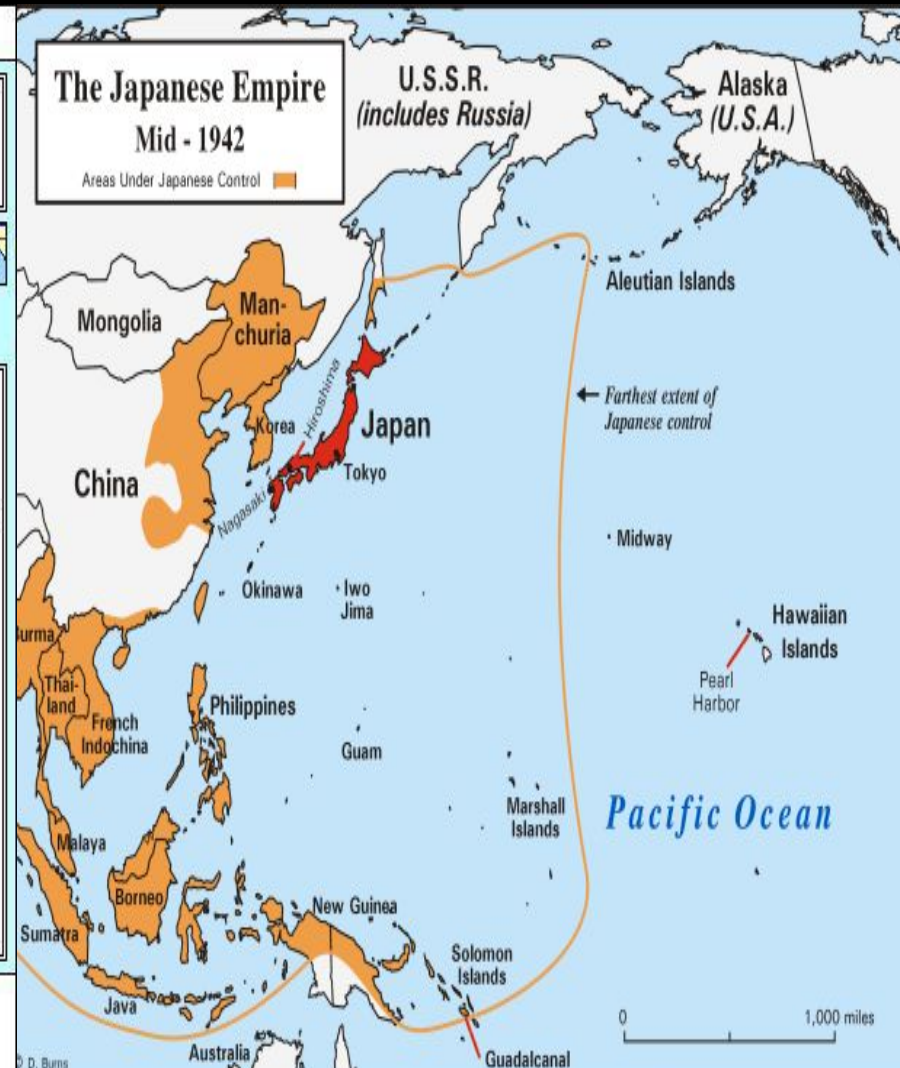 The Japanese Empire
Mid - 1942
Areas Under Japanese Control
U.S.S.R.
(includes Russia)
Alaska
(U.S.A.)
Aleutian Islands
Mongolia
Man-
churia
Hiroshima
Korea
Japan
Farthest extent of
Japanese control
China
Tokyo
Nagasaki
Midway
Okinawa
Iwo
Jima
Hawaiian
Islands
Pearl
Harbor
urma
Thai-
land
French
Indochina
Philippines
Guam
Marshall
Islands
Pacific Ocean
Malaya
Borneo
New Guinea
Sumatra
Solomon
Islands
Java
0
1,000 miles
Australia
Guadalcanal
D. Burns